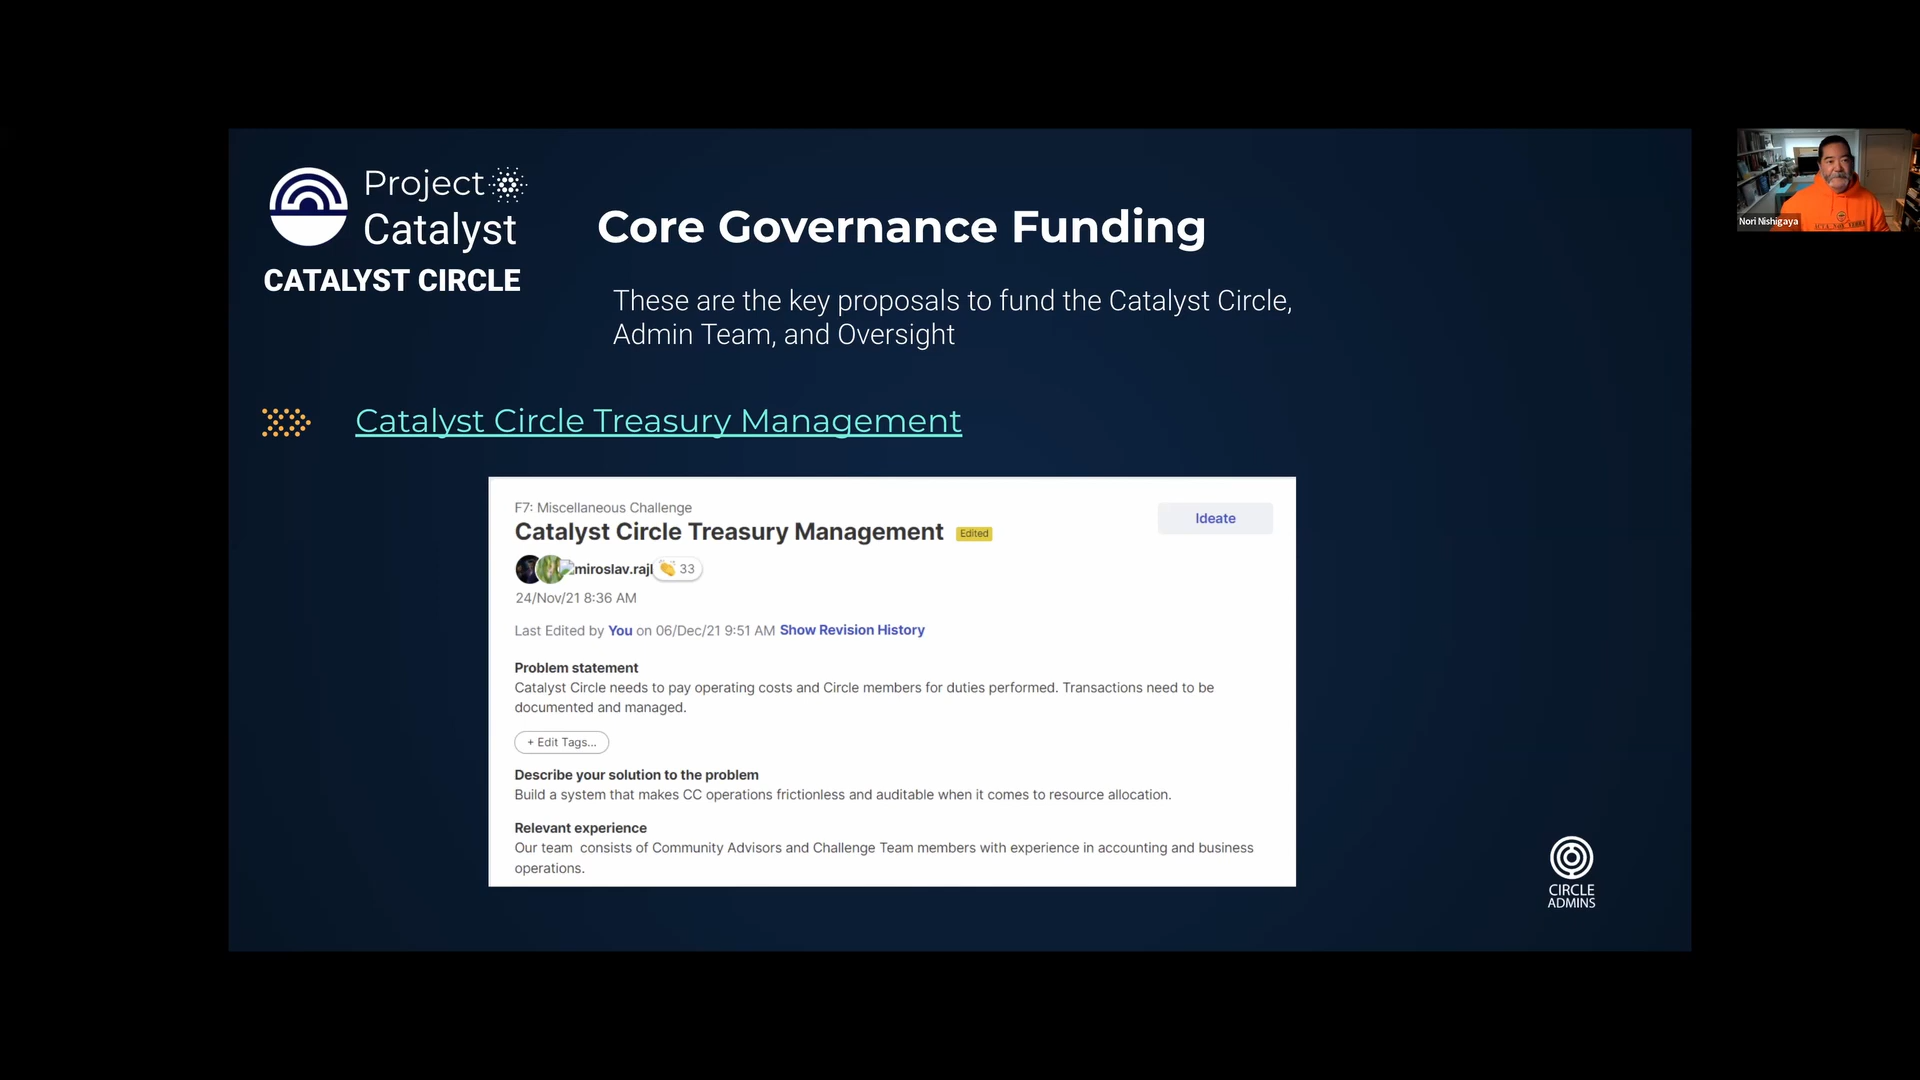 Project
Catalyst
CATALYST CIRCLE
Core Governance Funding
These are the key proposals to fund the Catalyst Circle,
Admin Team, and Oversight
Catalyst Circle Treasury Management
F7: Miscellaneous Challenge
Catalyst Circle Treasury Management Edited
Ideate
miroslav.rajl 33
24/Nov/21 8:36 AM
Last Edited by You on 06/Dec/21 9:51 AM Show Revision History
Problem statement
Catalyst Circle needs to pay operating costs and Circle members for duties performed. Transactions need to be
documented and managed.
+ Edit Tags...
Describe your solution to the problem
Build a system that makes CC operations frictionless and auditable when it comes to resource allocation.
Relevant experience
Our team  consists of Community Advisors and Challenge Team members with experience in accounting and business
operations.
CIRCLE
ADMINS
Nori Nishigaya